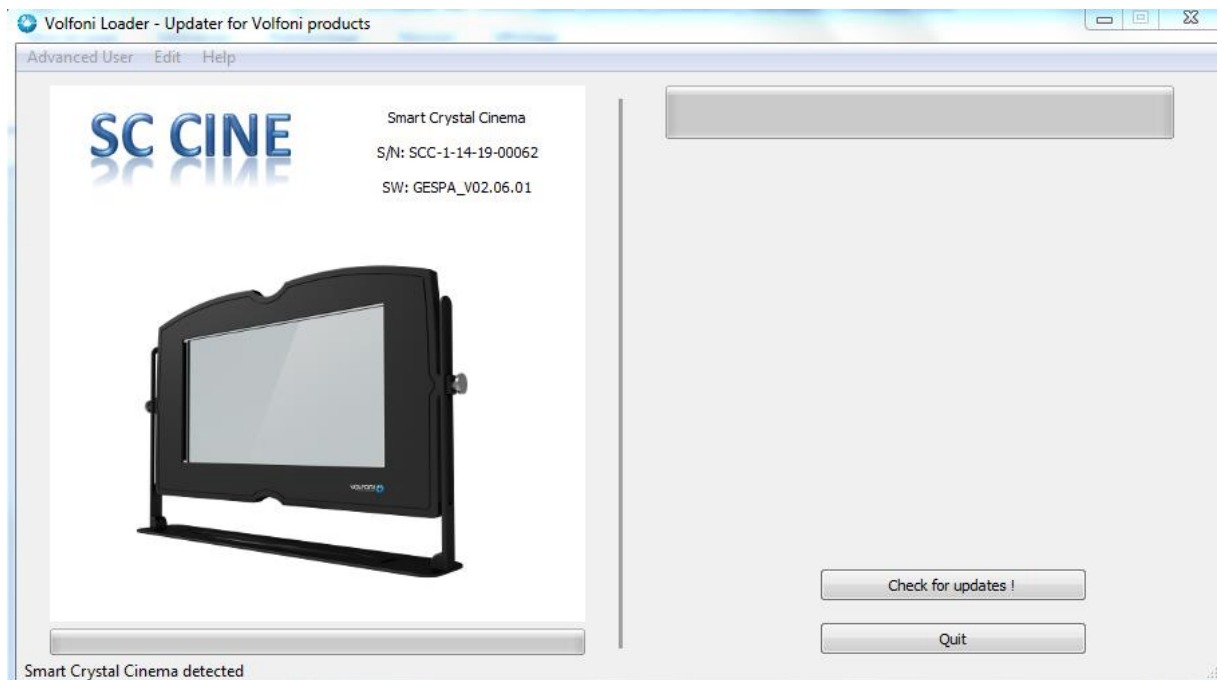 Volfoni Loader - Updater for Volfoni products
Advanced User Edit Help
SC CINE
Smart Crystal Cinema
S/N: SCC-1-14-19-00062
SW: GESPA_V02.06.01
VOLFONI
Check for updates !
Quit
Smart Crystal Cinema detected